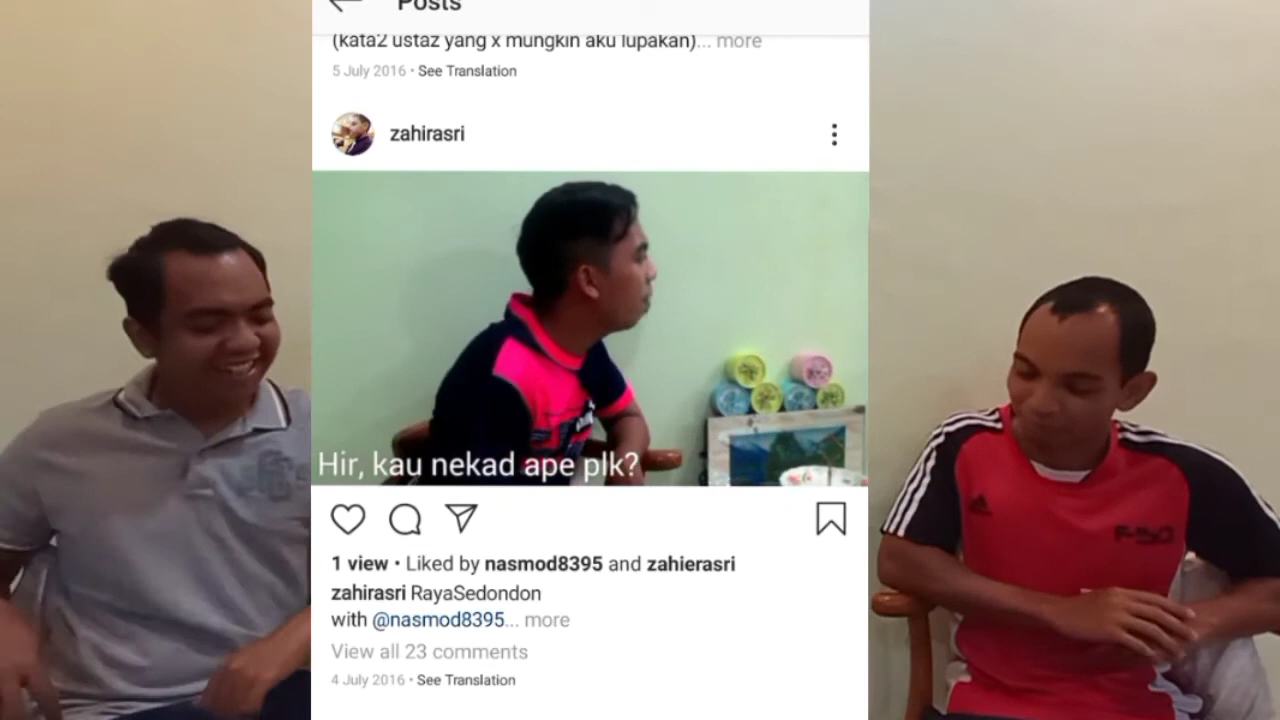 Posts
(kata2 ustaz yang x mungkin aku lupakan)... more
5 July 2016 • See Translation
zahirasri
Hir, kau nekad ape plk?
1 view • Liked by nasmod8395 and zahierasri
zahirasri RayaSedondon
with @nasmod8395... more
View all 23 comments
4 July 2016 • See Translation
F50